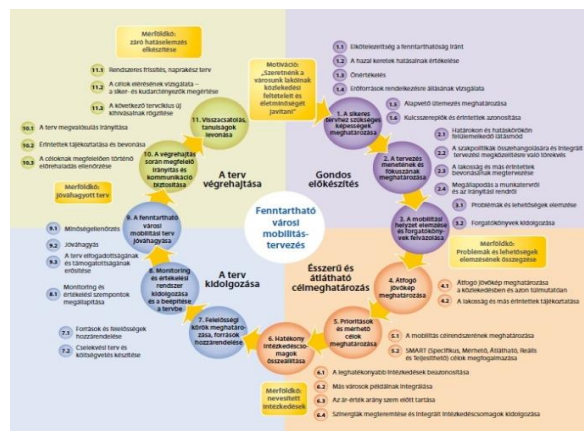 Mérföldkő:
záró hatáselemzés
elkészítése
11.1 Rendszeres frissítés, naprakész terv
11.2 A célok elérésének vizsgálata –
a siker- és kudarctényezők megértése
11.3 A következő tervciklus új
kihívásainak rögzítése
10.1 A terv megvalósulás irányítása
10.2 Érintettek tájékoztatása és bevonása
10.3 A céloknak megfelelően történő
előrehaladás ellenőrzése
Mérföldkő:
jóváhagyott terv
11. Visszacsatolás,
tanulságok
levonása
10. A végrehajtás
során megfelelő
irányítás és
kommunikáció
biztosítása
A terv
végrehajtása
Motiváció:
„Szeretnénk a
városunk lakóinak
közlekedési
feltételeit és
életminőségét
javítani”
1.1 Elkötelezettség a fenntarthatóság iránt
1.2 A hazai keretek hatásainak értékelése
1.3 Önértékelés
1.4 Erőforrások rendelkezésre állásának vizsgálata
1.5 Alapvető ütemezés meghatározása
1.6 Kulcsszereplők és érintettek azonosítása
1. A sikeres
tervhez szükséges
képességek
meghatározása
2.1 Határokon és hatáskörökön
túlemelkedő látásmód
2.2 A szakpolitikák összehangolására és integrált
tervezési megközelítésre való törekvés
2.3 A lakosság és más érintettek
bevonásának megtervezése
2.4 Megállapodás a munkatervről
és az irányítási rendről
2. A tervezés
menetének és
fókuszának
meghatározása
Gondos
előkészítés
3.1 Problémák és lehetőségek elemzése
3.2 Forgatókönyvek kidolgozása
3. A mobilitási
helyzet elemzése
és forgatókönyvek
felvázolása
Mérföldkő:
Problémák és lehetőségek
elemzésének összegzése
Fenntartható
városi
mobilitás-
tervezés
9. A fenntartható
városi
mobilitási terv
jóváhagyása
9.1 Minőségellenőrzés
9.2 Jóváhagyás
9.3 A terv elfogadottságának
és támogatottságának
erősítése
8.1 Monitoring és
értékelési szempontok
megállapítása
8. Monitoring
és értékelési
rendszer
kidolgozása
és a beépítése
a tervbe
A terv
kidolgozása
7.1 Források és felelősségek
hozzárendelése
7.2 Cselekvési terv és
költségvetés készítése
7. Felelősségi
körök meghatáro-
zása, források
hozzárendelése
Ésszerű és
átlátható
célmeghatározás
4. Átfogó
jövőkép
meghatározása
4.1 Átfogó jövőkép meghatározása
a közlekedésben és azon túlmutatóan
4.2 A lakosság és más érintettek tájékoztatása
5. Prioritások
és mérhető
célok
meghatározása
5.1 A mobilitás célrendszerének meghatározása
5.2 SMART (Specifikus, Mérhető, Átlátható, Reális
és Teljesíthető) célok megfogalmazása
6. Hatékony
intézkedéscso-
magok
összeállítása
Mérföldkő:
nevesített
intézkedések
6.1 A leghatékonyabb intézkedések beazonosítása
6.2 Más városok példáinak integrálása
6.3 Az ár-érték arány szem előtt tartása
6.4 Szinergiák megteremtése és integrált intézkedéscsomagok kidolgozása